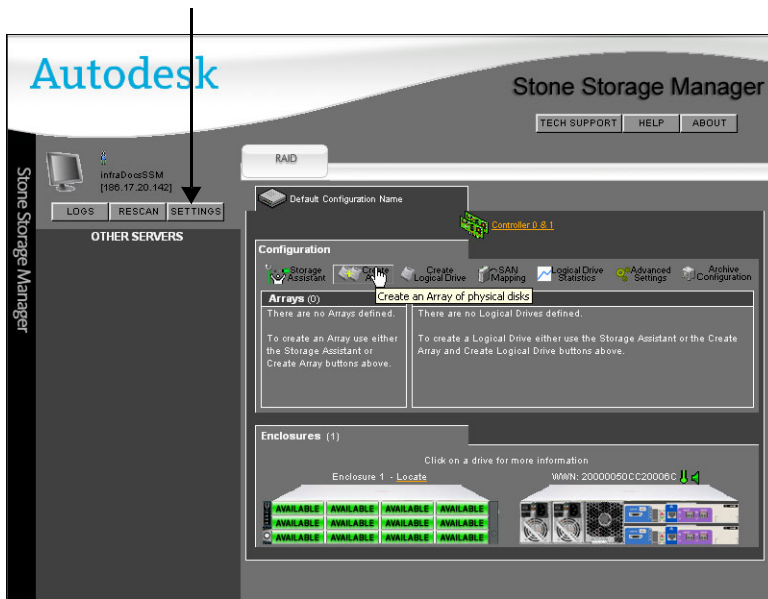 Autodesk
Stone Storage Manager
TECH SUPPORT HELP ABOUT
Stone Storage Manager
infraDocsSSM
[186.17.20.142]
LOGS RESCAN SETTINGS
OTHER SERVERS
RAID
Default Configuration Name
Controller 0 & 1
Configuration
Storage Assistant
Create
Create Logical Drive
SAN Mapping
Logical Drive Statistics
Advanced Settings
Archive Configuration
Create an Array of physical disks
Arrays (0)
There are no Arrays defined.
To create an Array use either
the Storage Assistant or
Create Array buttons above.
There are no Logical Drives defined.
To create a Logical Drive either use the Storage Assistant or the Create
Array and Create Logical Drive buttons above.
Enclosures (1)
Click on a drive for more information
Enclosure 1 - Locate
WWN: 20000050CC20006C
AVAILABLE AVAILABLE AVAILABLE AVAILABLE
AVAILABLE AVAILABLE AVAILABLE AVAILABLE
AVAILABLE AVAILABLE AVAILABLE AVAILABLE